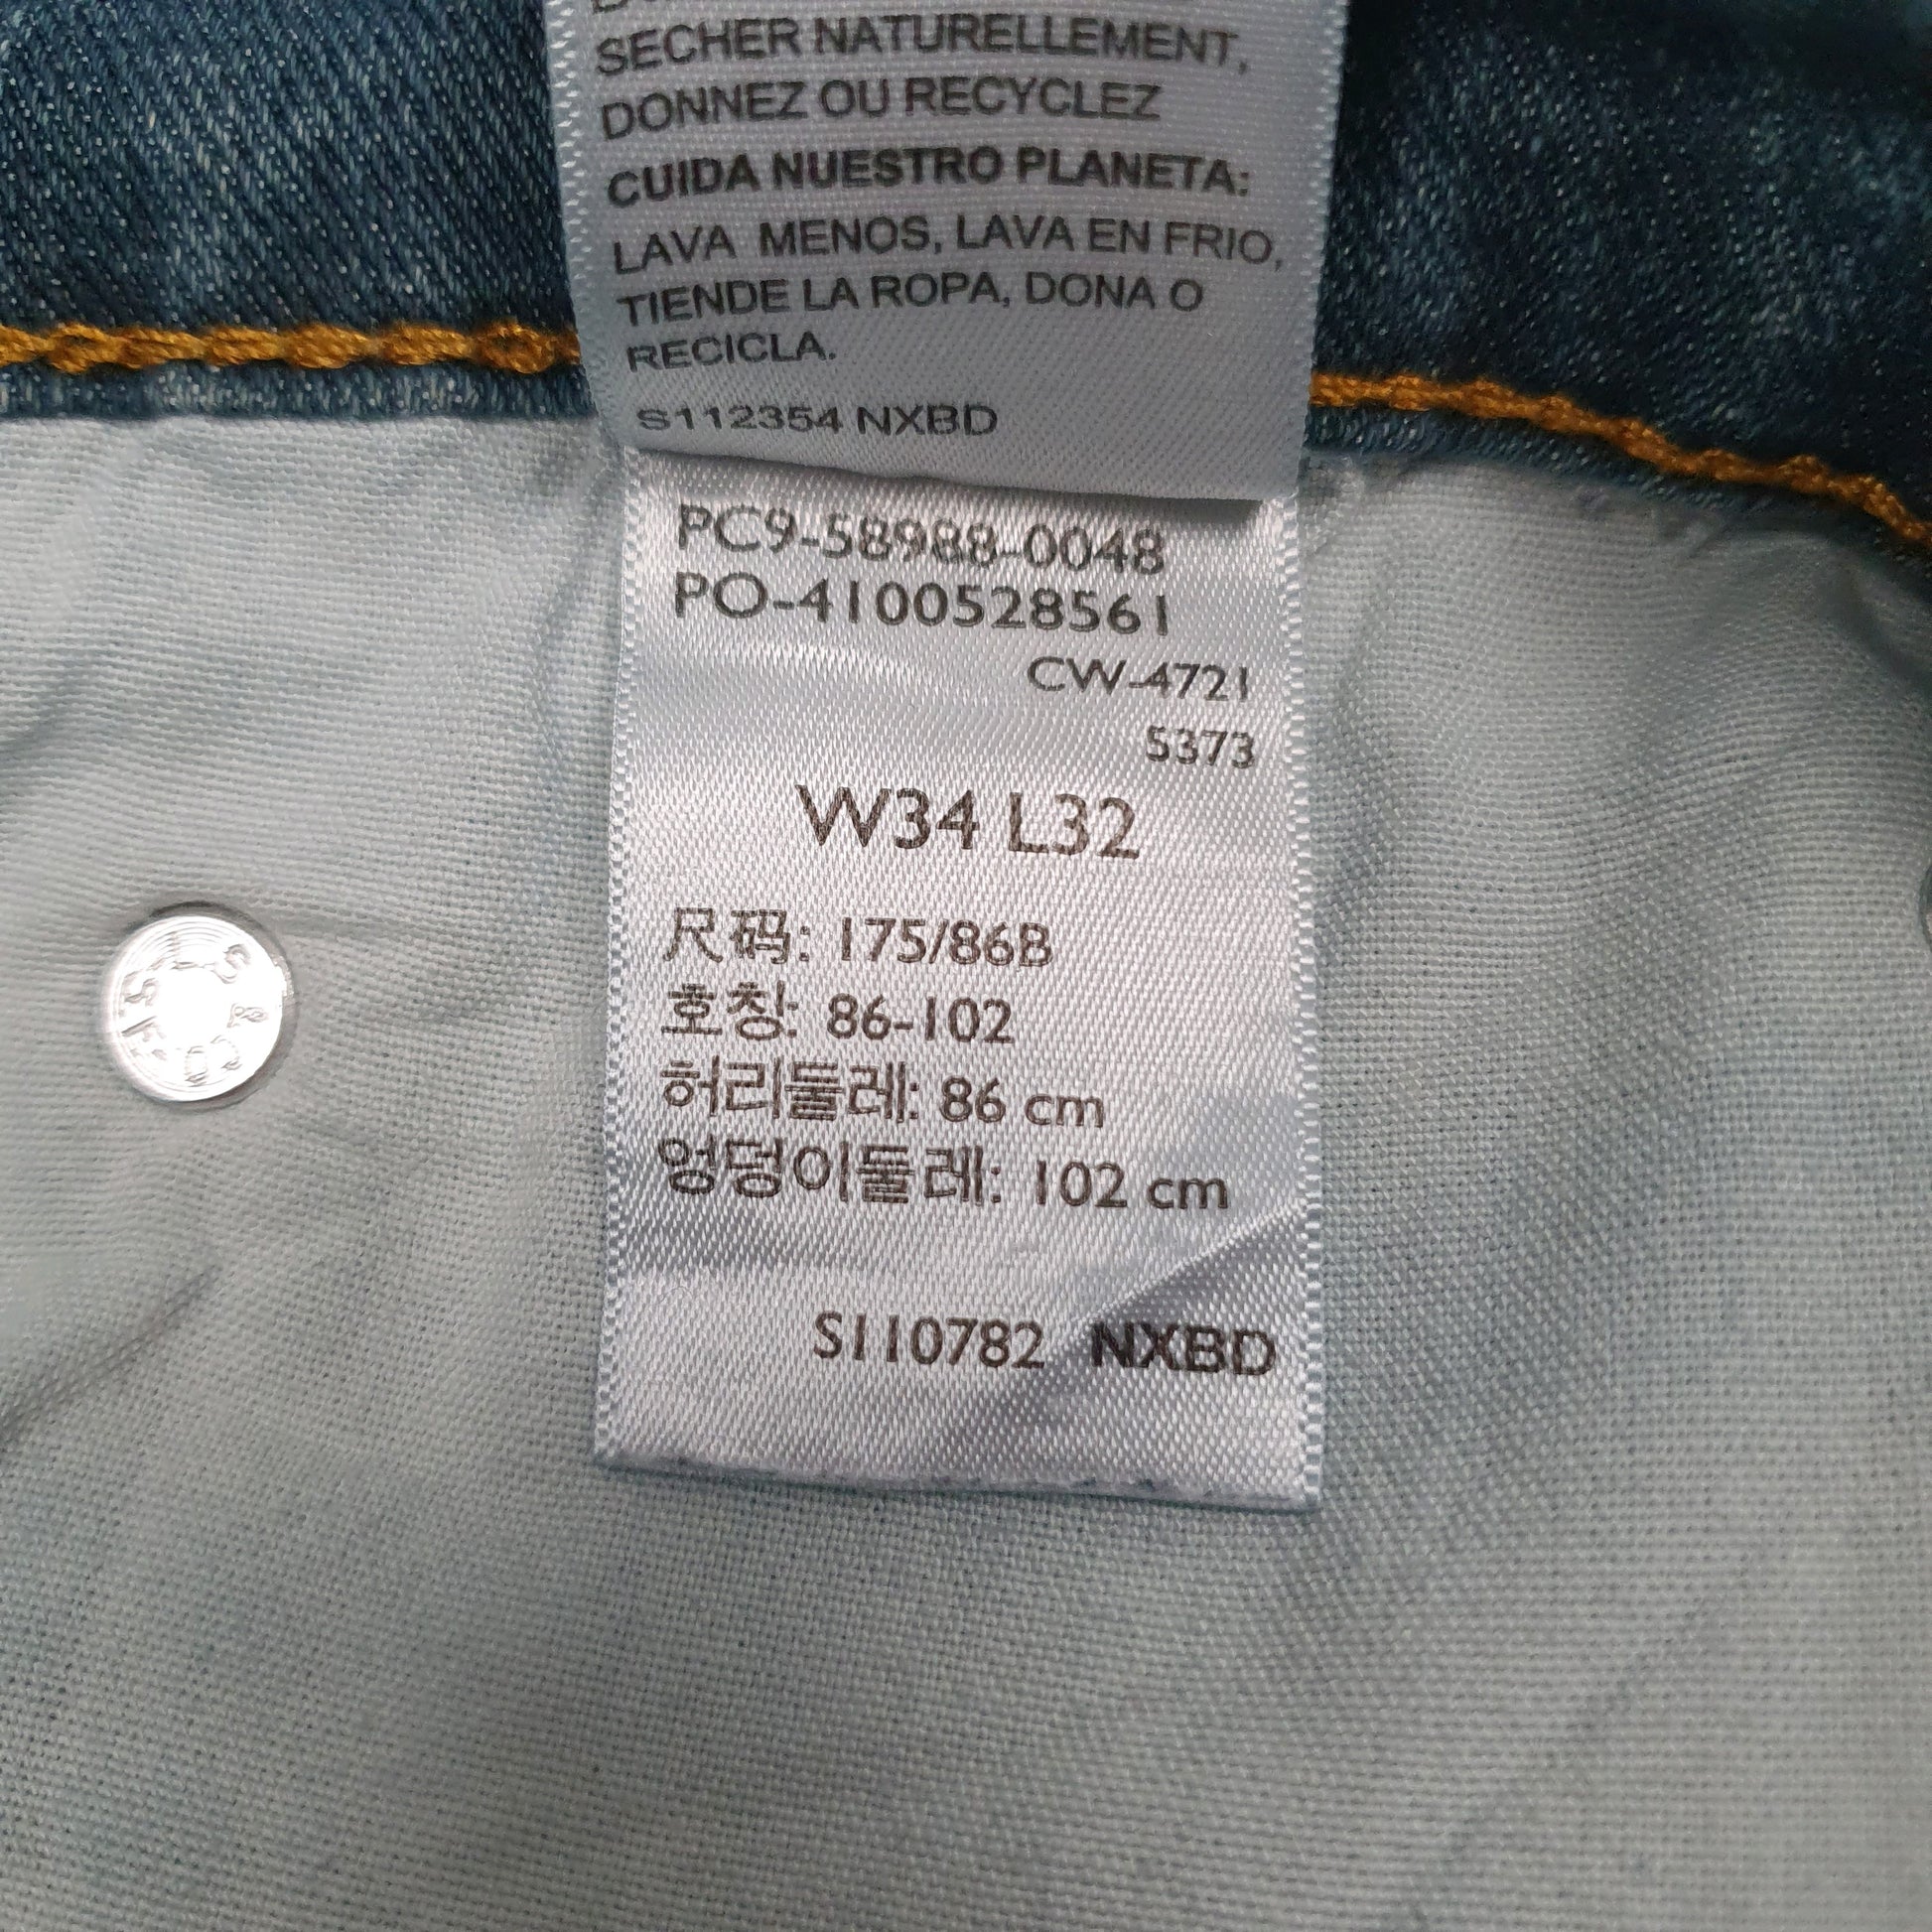 SECHER NATURELLEMENT,
DONNEZ OU RECYCLEZ
CUIDA NUESTRO PLANETA:
LAVA MENOS, LAVA EN FRIO,
TIENDE LA ROPA, DONA O
RECICLA.
S112354 NXBD
PC9-58988-0048
PO-4100528561
CW-4721
5373
W34 L32
尺码: 175/86B
호칭: 86-102
허리둘레: 86 cm
엉덩이둘레: 102 cm
S110782 NXBD